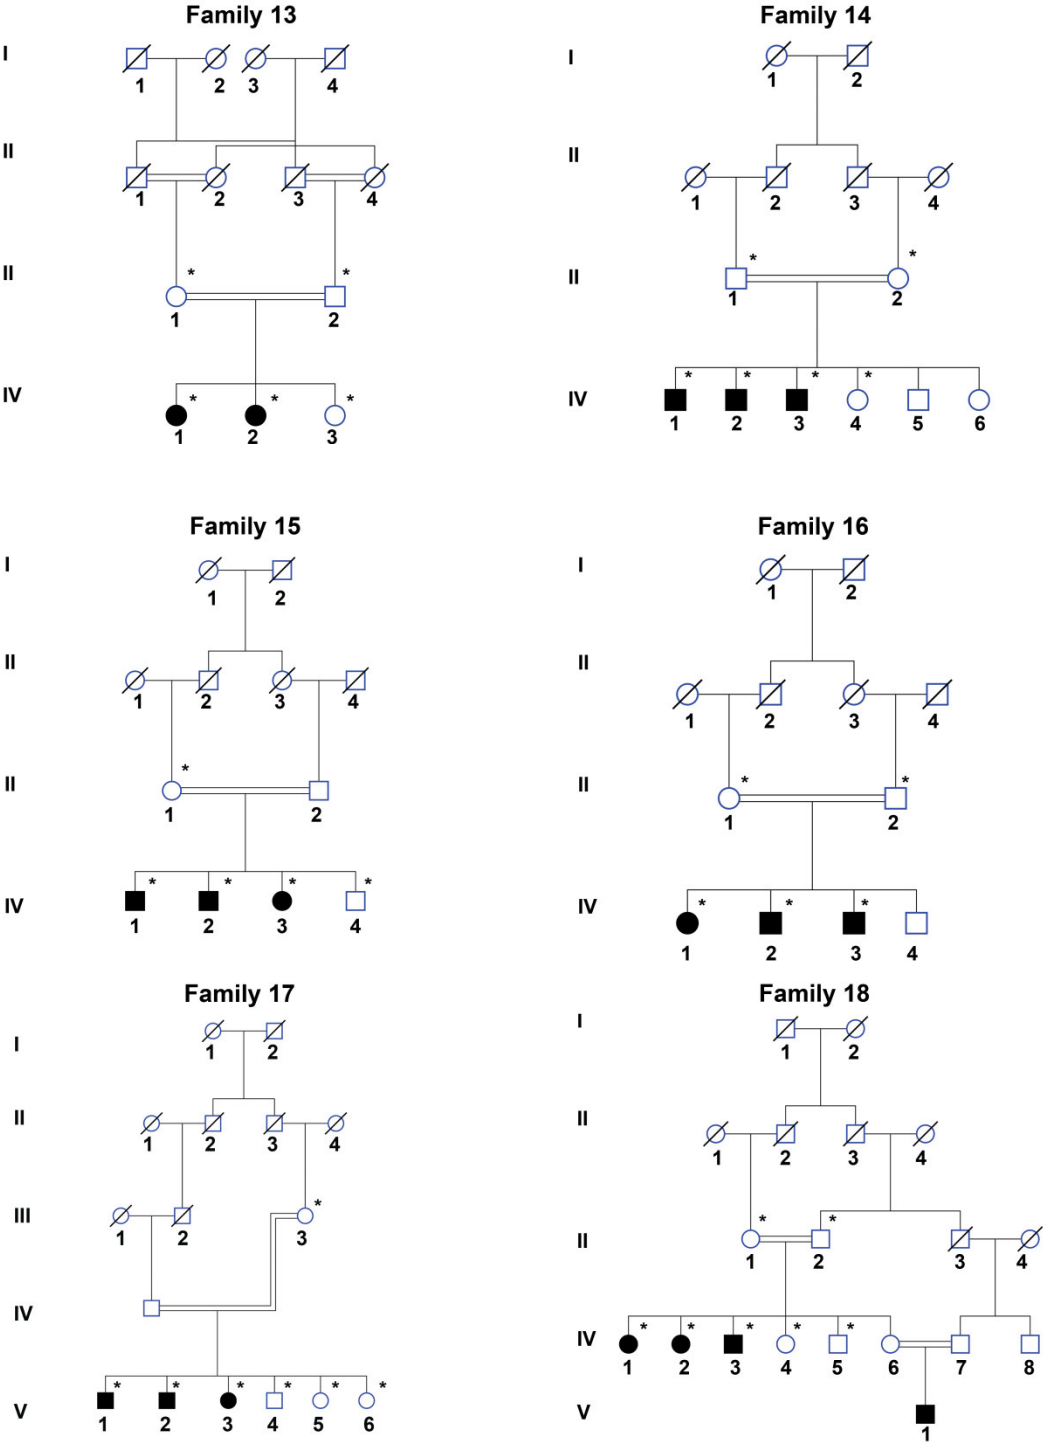 Family 13
I
1 2 3 4
II
1 2 3 4
II
* *
1 2
IV
* * *
1 2 3
Family 14
I
1 2
II
1 2 3 4
II
* *
1 2
IV
* * * *
1 2 3 4 5 6
Family 15
I
1 2
II
1 2 3 4
II
*
1 2
IV
* * * *
1 2 3 4
Family 16
I
1 2
II
1 2 3 4
II
* *
1 2
IV
* * *
1 2 3 4
Family 17
I
1 2
II
1 2 3 4
III
*
1 2 3
IV
* * * * * *
V
1 2 3 4 5 6
Family 18
I
1 2
II
1 2 3 4
II
* *
1 2 3 4
IV
* * * * *
1 2 3 4 5 6 7 8
V
1